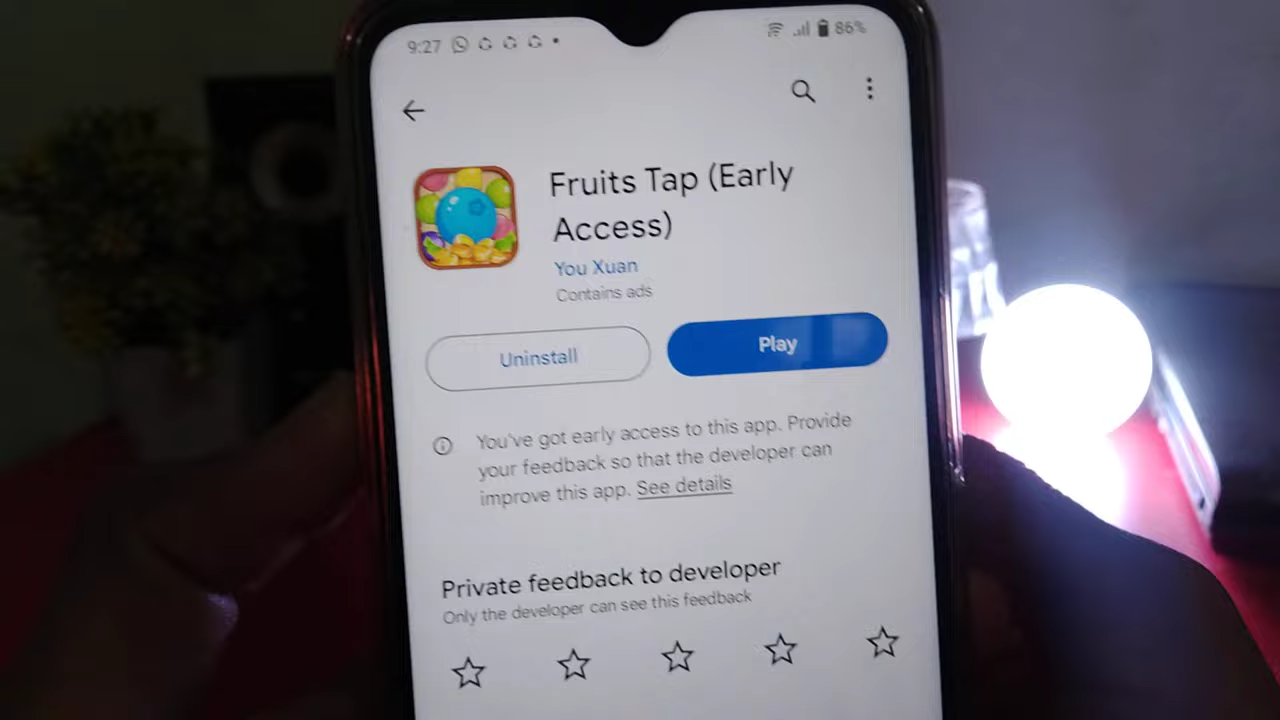 9:27
86%
Fruits Tap (Early
Access)
You Xuan
Contains ads
Uninstall
Play
You've got early access to this app. Provide
your feedback so that the developer can
improve this app. See details
Private feedback to developer
Only the developer can see this feedback